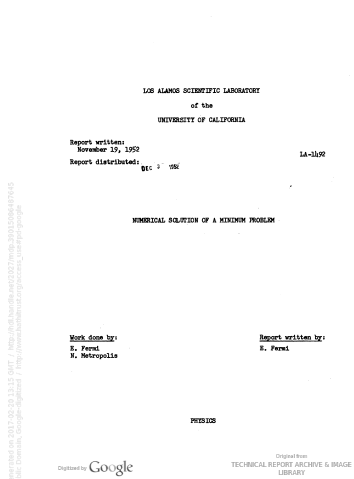 LOS ALAMOS SCIENTIFIC LABORATORY
of the
UNIVERSITY OF CALIFORNIA
Report written:
November 19, 1952
LA-1492
Report distributed:
DEC 1952
NUMERICAL SOLUTION OF A MINIMUM PROBLEM
Work done by:
Report written by:
E. Fermi
E. Fermi
N. Metropolis
PHYSICS
Digitized by Google
Original from
TECHNICAL REPORT ARCHIVE & IMAGE
LIBRARY